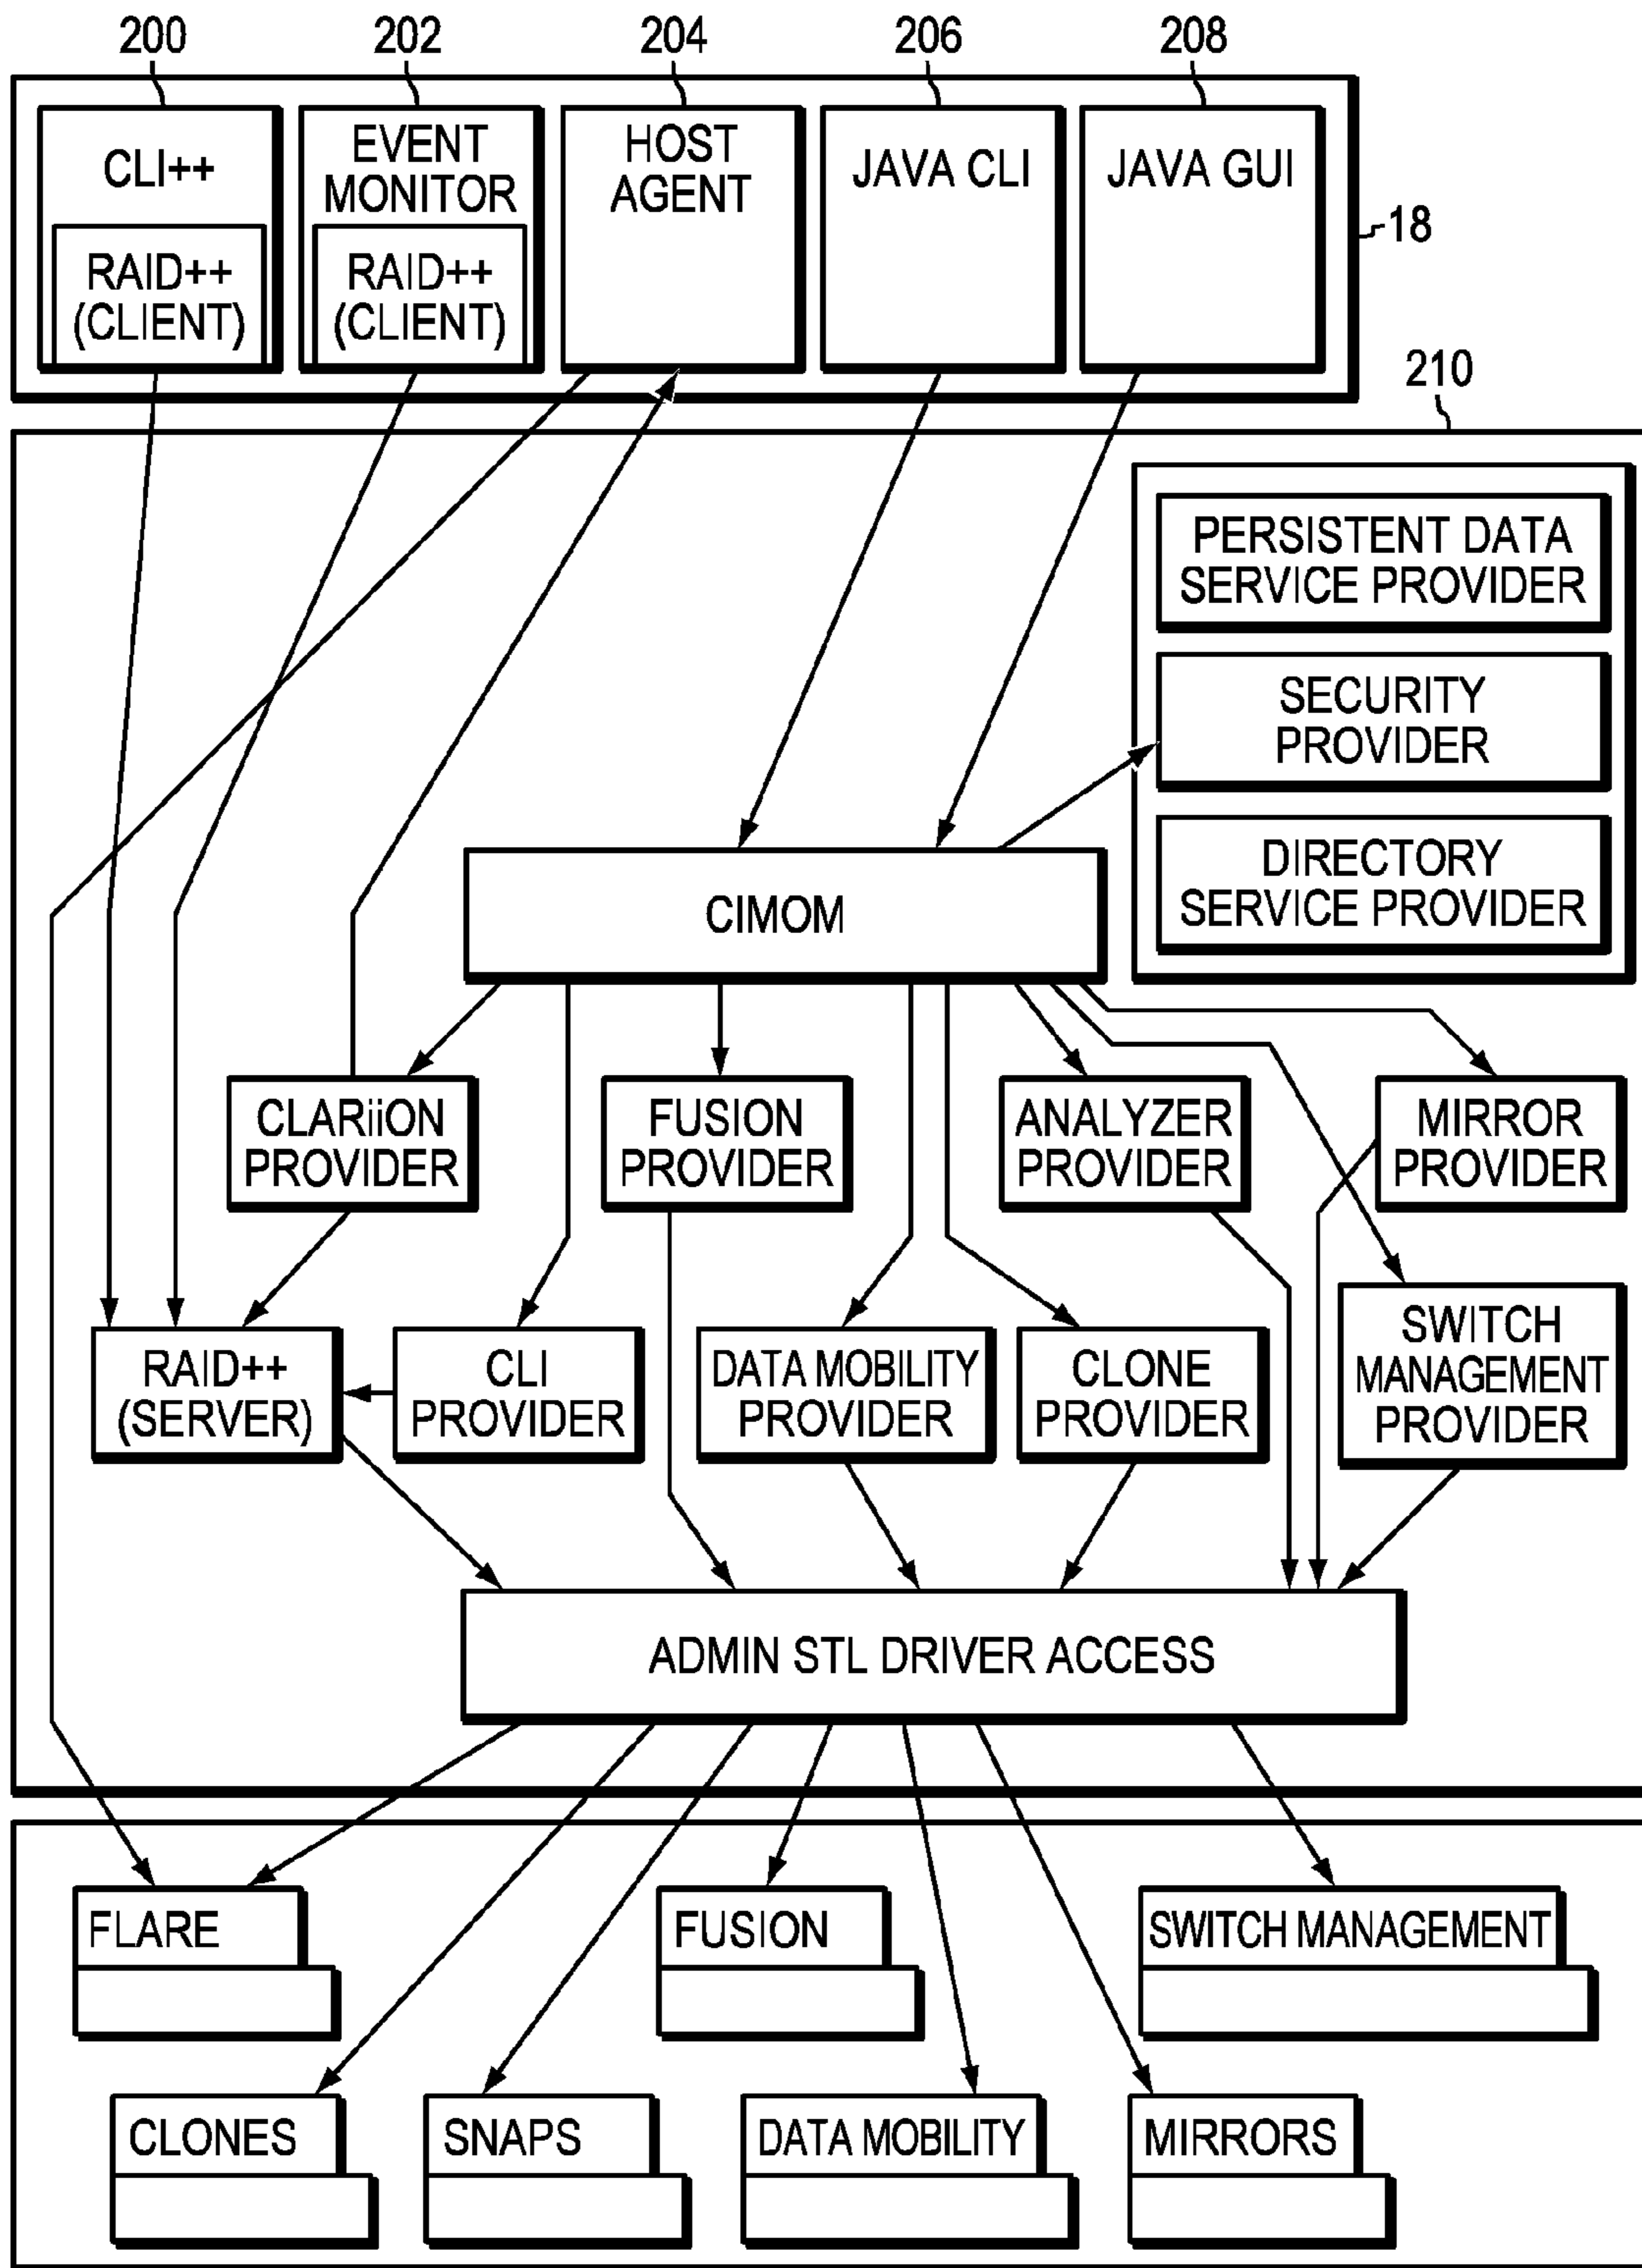 200
202
204
206
208
CLI++
RAID++
(CLIENT)
EVENT
MONITOR
RAID++
(CLIENT)
HOST
AGENT
JAVA CLI
JAVA GUI
18
210
PERSISTENT DATA
SERVICE PROVIDER
SECURITY
PROVIDER
DIRECTORY
SERVICE PROVIDER
CIMOM
CLARiiON
PROVIDER
FUSION
PROVIDER
ANALYZER
PROVIDER
MIRROR
PROVIDER
RAID++
(SERVER)
CLI
PROVIDER
DATA MOBILITY
PROVIDER
CLONE
PROVIDER
SWITCH
MANAGEMENT
PROVIDER
ADMIN STL DRIVER ACCESS
FLARE
FUSION
SWITCH MANAGEMENT
CLONES
SNAPS
DATA MOBILITY
MIRRORS